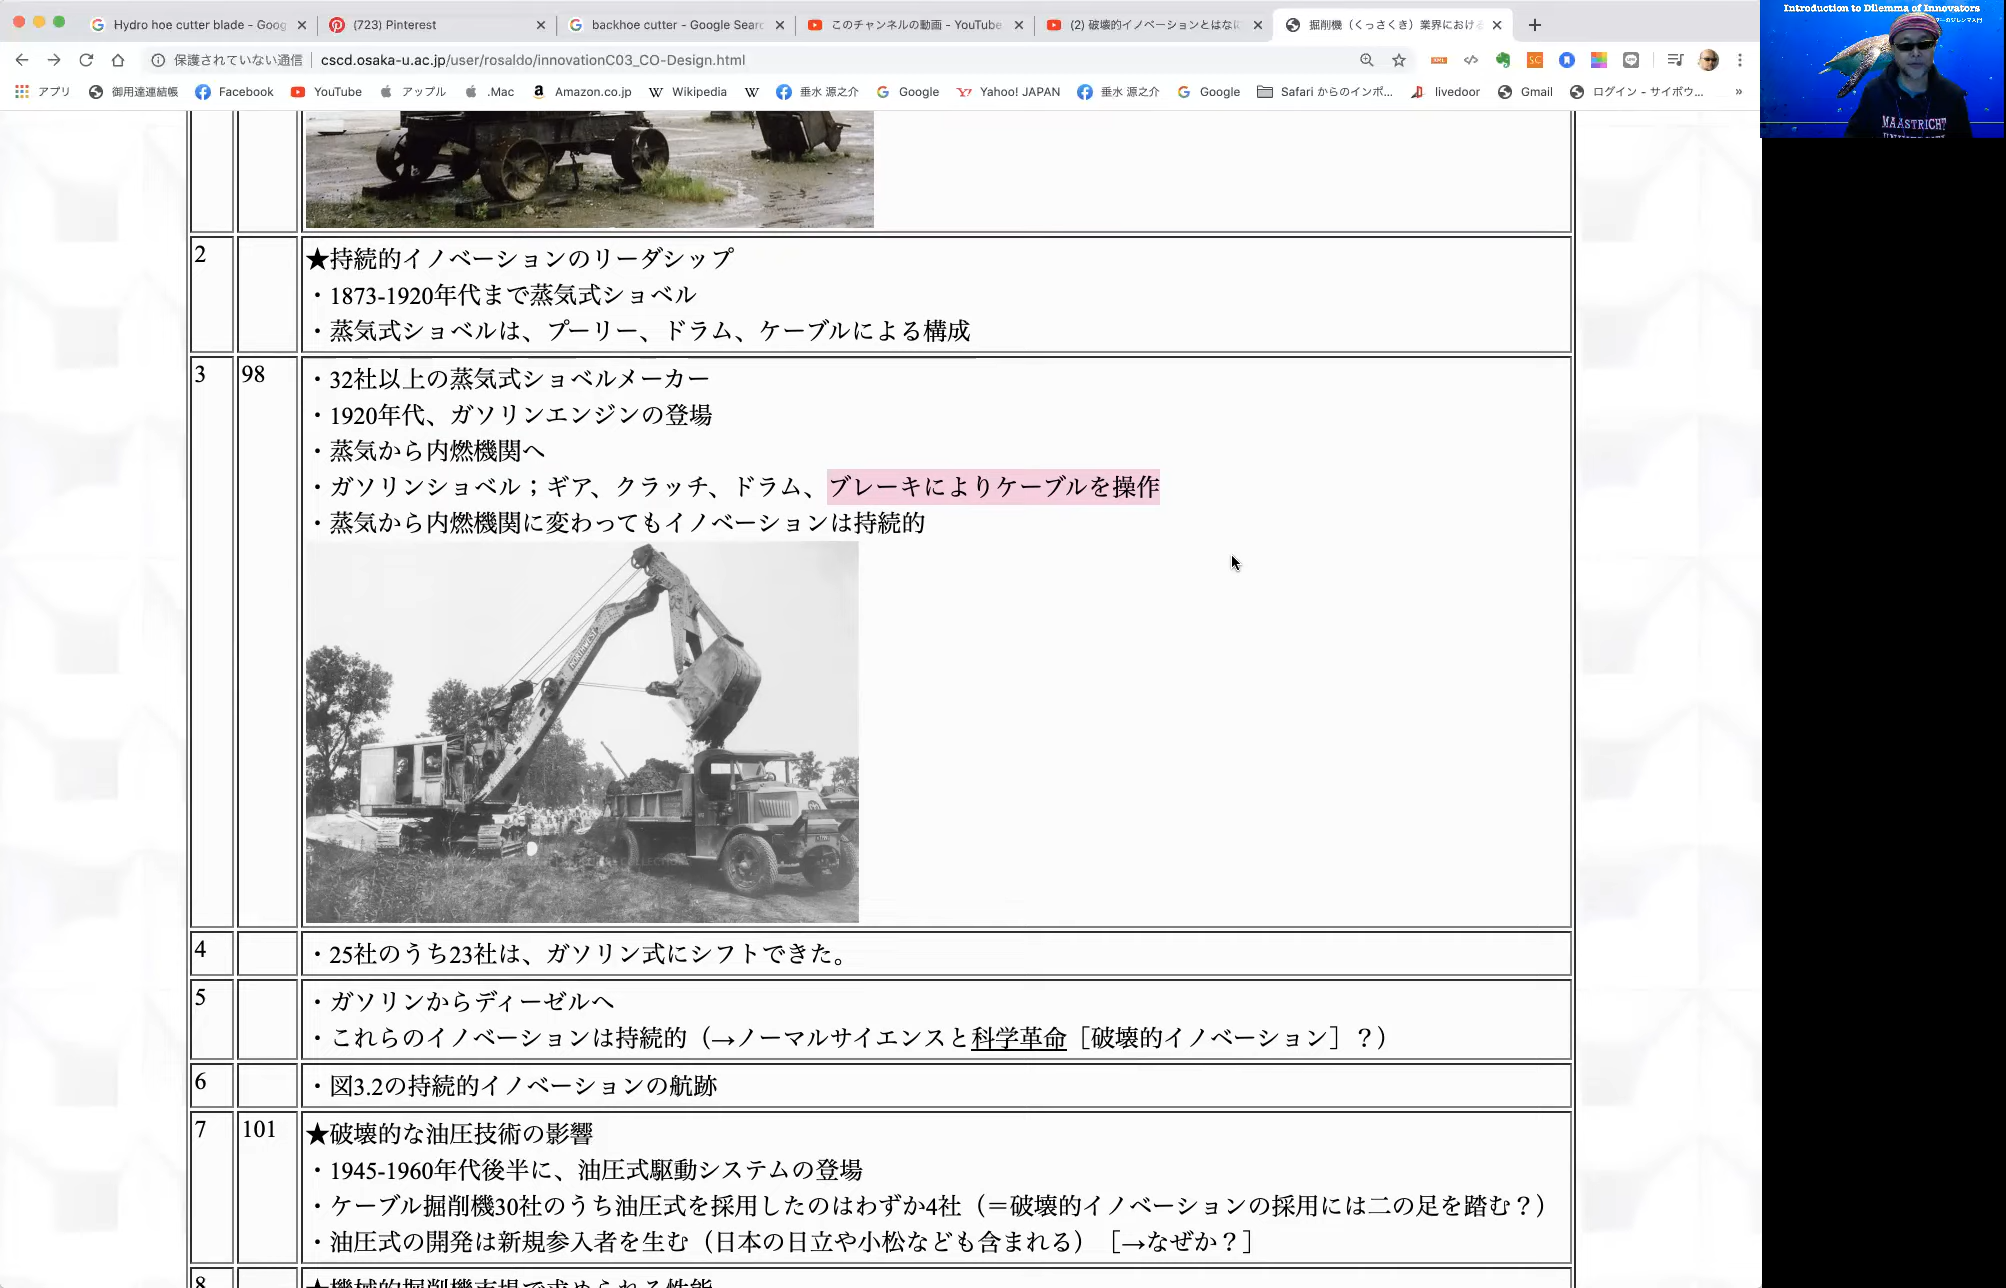 Hydro hoe cutter blade - Goog
(723) Pinterest
backhoe cutter - Google Searc
このチャンネルの動画 - YouTube
(2) 破壊的イノベーションとはなに
掘削機（くっさくき）業界における
保護されていない通信
cscd.osaka-u.ac.jp/user/rosaldo/innovationC03_CO-Design.html
アプリ
御用達連結帳
Facebook
YouTube
アップル
.Mac
Amazon.co.jp
Wikipedia
垂水 源之介
Google
Yahoo! JAPAN
垂水 源之介
Google
Safari からのインポ...
livedoor
Gmail
ログイン - サイボウ...
»
Introduction to Dilemma of Innovators
MAASTRICHT
2
★持続的イノベーションのリーダシップ
・1873-1920年代まで蒸気式ショベル
・蒸気式ショベルは、プーリー、ドラム、ケーブルによる構成
3 98
・32社以上の蒸気式ショベルメーカー
・1920年代、ガソリンエンジンの登場
・蒸気から内燃機関へ
・ガソリンショベル；ギア、クラッチ、ドラム、ブレーキによりケーブルを操作
・蒸気から内燃機関に変わってもイノベーションは持続的
4
・25社のうち23社は、ガソリン式にシフトできた。
5
・ガソリンからディーゼルへ
・これらのイノベーションは持続的（→ノーマルサイエンスと科学革命［破壊的イノベーション］？）
6
・図3.2の持続的イノベーションの航跡
7 101
★破壊的な油圧技術の影響
・1945-1960年代後半に、油圧式駆動システムの登場
・ケーブル掘削機30社のうち油圧式を採用したのはわずか4社（＝破壊的イノベーションの採用には二の足を踏む？）
・油圧式の開発は新規参入者を生む（日本の日立や小松なども含まれる）［→なぜか？］
8
★機械的掘削機市場で求められる性能